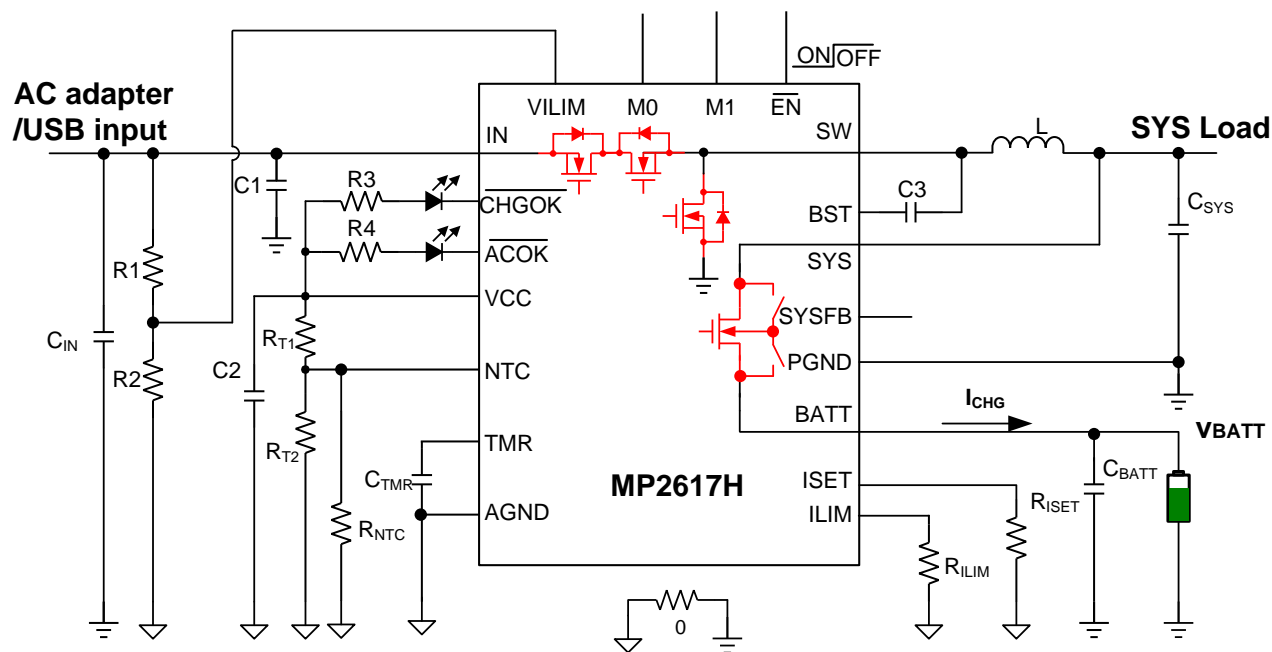 ON OFF
AC adapter
/USB input
VILIM M0 M1 EN
IN
SW
L
SYS Load
C1
R3
CHGOK
C3
BST
CSYS
R4
ACOK
SYS
R1
VCC
SYSFB
CIN
RT1
C2
R2
NTC
PGND
BATT
ICHG
VBATT
TMR
RT2
CTMR
MP2617H
ISET
CBATT
AGND
ILIM
RISET
RNTC
RILIM
0